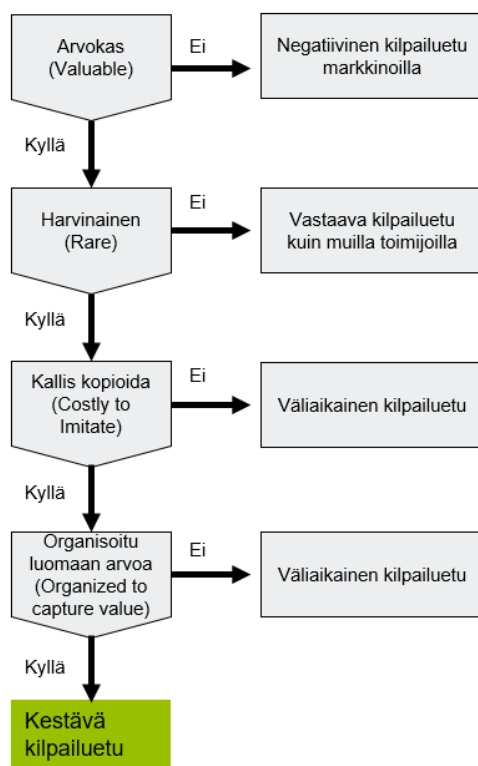 Arvokas
(Valuable)
Ei
Negatiivinen kilpailuetu
markkinoilla
Kyllä
Harvinainen
(Rare)
Ei
Vastaava kilpailuetu
kuin muilla toimijoilla
Kyllä
Kallis kopioida
(Costly to
Imitate)
Ei
Väliaikainen kilpailuetu
Kyllä
Organisoitu
luomaan arvoa
(Organized to
capture value)
Ei
Väliaikainen kilpailuetu
Kyllä
Kestävä
kilpailuetu